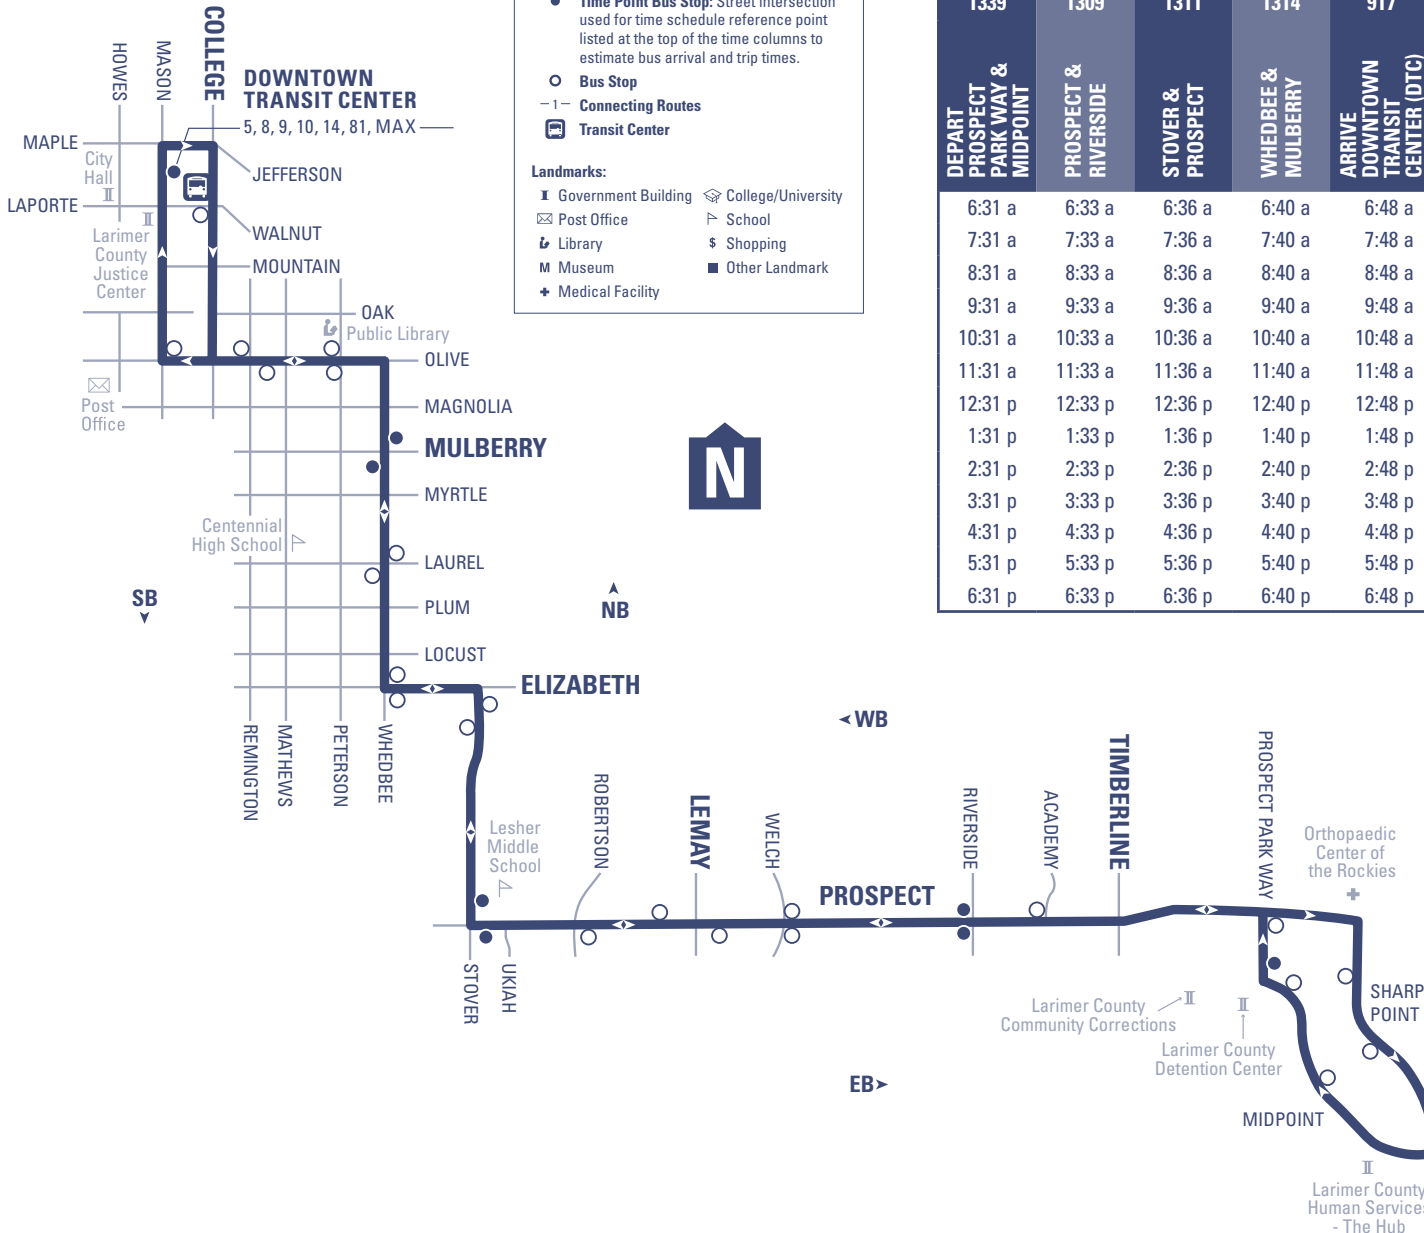 COLLEGE
HOWES
MASON
DOWNTOWN
TRANSIT CENTER
5, 8, 9, 10, 14, 81, MAX
MAPLE
City
Hall
JEFFERSON
LAPORTE
WALNUT
Larimer
County
Justice
Center
MOUNTAIN
OAK
Public Library
OLIVE
Post
Office
MAGNOLIA
MULBERRY
MYRTLE
Centennial
High School
LAUREL
PLUM
LOCUST
ELIZABETH
SB
NB
N
REMINGTON
MATHEWS
PETERSON
WHEDBEE
Time Point Bus Stop: Street intersection
used for time schedule reference point
listed at the top of the time columns to
estimate bus arrival and trip times.
Bus Stop
1 Connecting Routes
Transit Center
Landmarks:
Government Building
College/University
Post Office
School
Library
$ Shopping
M Museum
Other Landmark
Medical Facility
1339 1309 1311 1314 917
DEPART
PROSPECT
PARK WAY &
MIDPOINT
PROSPECT &
RIVERSIDE
STOVER &
PROSPECT
WHEDBEE &
MULBERRY
ARRIVE
DOWNTOWN
TRANSIT
CENTER (DTC)
6:31 a 6:33 a 6:36 a 6:40 a 6:48 a
7:31 a 7:33 a 7:36 a 7:40 a 7:48 a
8:31 a 8:33 a 8:36 a 8:40 a 8:48 a
9:31 a 9:33 a 9:36 a 9:40 a 9:48 a
10:31 a 10:33 a 10:36 a 10:40 a 10:48 a
11:31 a 11:33 a 11:36 a 11:40 a 11:48 a
12:31 p 12:33 p 12:36 p 12:40 p 12:48 p
1:31 p 1:33 p 1:36 p 1:40 p 1:48 p
2:31 p 2:33 p 2:36 p 2:40 p 2:48 p
3:31 p 3:33 p 3:36 p 3:40 p 3:48 p
4:31 p 4:33 p 4:36 p 4:40 p 4:48 p
5:31 p 5:33 p 5:36 p 5:40 p 5:48 p
6:31 p 6:33 p 6:36 p 6:40 p 6:48 p
WB
Lesher
Middle
School
ROBERTSON
LEMAY
WELCH
PROSPECT
RIVERSIDE
ACADEMY
TIMBERLINE
PROSPECT PARK WAY
Orthopaedic
Center of
the Rockies
STOVER
UKIAH
Larimer County
Community Corrections
Larimer County
Detention Center
SHARP
POINT
EB
MIDPOINT
Larimer County
Human Services
- The Hub